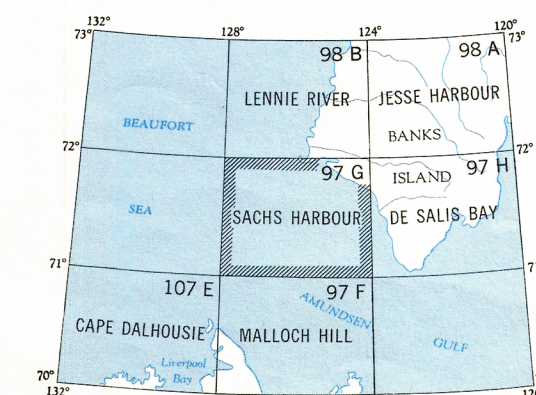 132°
128°
124°
120°
73°
73°
98 B
98 A
LENNIE RIVER
JESSE HARBOUR
BEAUFORT
BANKS
72°
72°
97 G
97 H
ISLAND
SEA
SACHS HARBOUR
DE SALIS BAY
71°
107 E
97 F
AMUNDSEN
CAPE DALHOUSIE
MALLOCH HILL
GULF
Liverpool
Bay
70°
132°